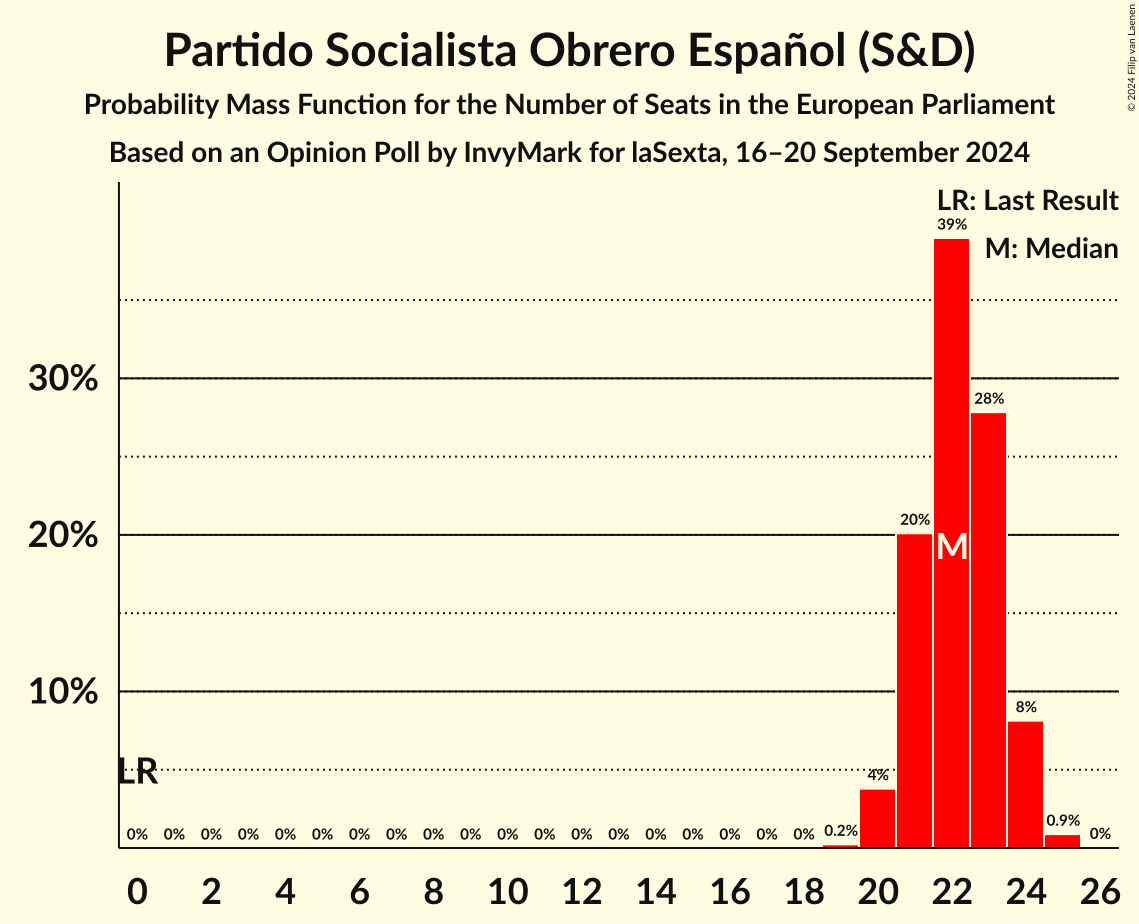 Partido Socialista Obrero Español (S&D)
Probability Mass Function for the Number of Seats in the European Parliament
Based on an Opinion Poll by InvyMark for laSexta, 16–20 September 2024
© 2024 Filip van Laenen
LR: Last Result
M: Median
39%
30%
28%
20%
20%
M
10%
8%
LR
4%
0% 0% 0% 0% 0% 0% 0% 0% 0% 0% 0% 0% 0% 0% 0% 0% 0% 0% 0% 0.2% 0.9% 0%
0 2 4 6 8 10 12 14 16 18 20 22 24 26